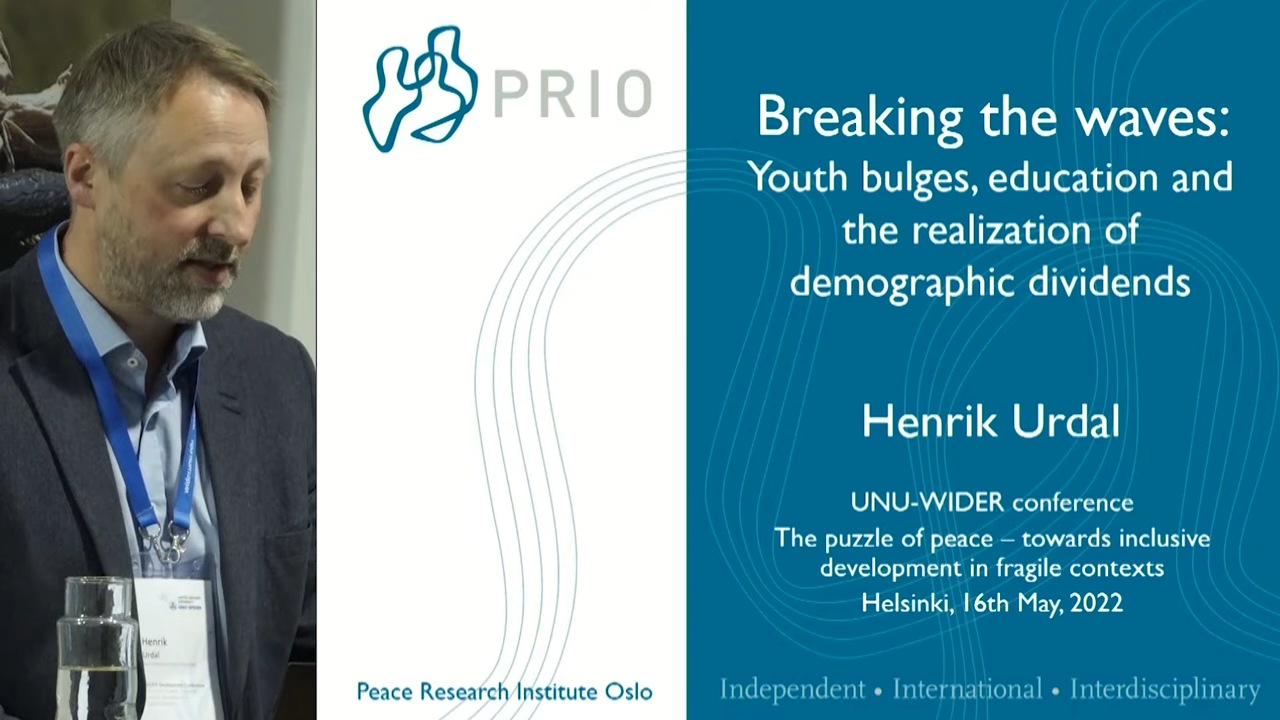 PRIO
Breaking the waves:
Youth bulges, education and
the realization of
demographic dividends
Henrik Urdal
UNU-WIDER conference
The puzzle of peace – towards inclusive
development in fragile contexts
Helsinki, 16th May, 2022
Peace Research Institute Oslo
Independent • International • Interdisciplinary
Henrik
Urdal